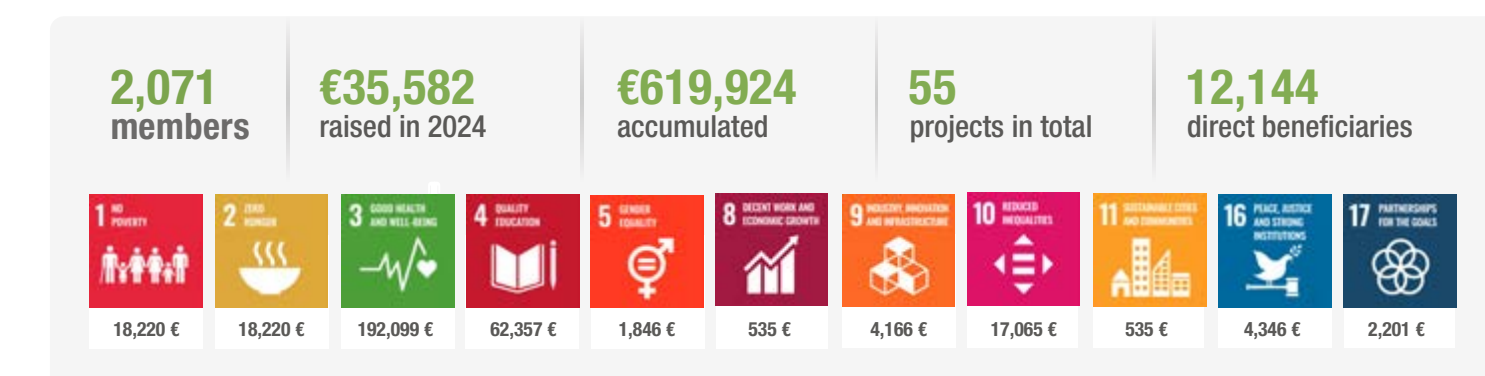 2,071
members
€35,582
raised in 2024
€619,924
accumulated
55
projects in total
12,144
direct beneficiaries
1 NO
POVERTY
2 ZERO
HUNGER
3 GOOD HEALTH
AND WELL-BEING
4 QUALITY
EDUCATION
5 GENDER
EQUALITY
8 DECENT WORK AND
ECONOMIC GROWTH
9 INDUSTRY, INNOVATION
AND INFRASTRUCTURE
10 REDUCED
INEQUALITIES
11 SUSTAINABLE CITIES
AND COMMUNITIES
16 PEACE, JUSTICE
AND STRONG
INSTITUTIONS
17 PARTNERSHIPS
FOR THE GOALS
18,220 €
18,220 €
192,099 €
62,357 €
1,846 €
535 €
4,166 €
17,065 €
535 €
4,346 €
2,201 €